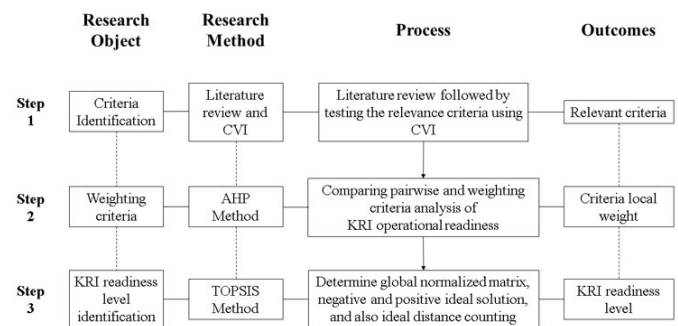 Research
Object
Research
Method
Process
Outcomes
Step
1
Criteria
Identification
Literature
review and
CVI
Literature review followed by
testing the relevance criteria using
CVI
Relevant criteria
Step
2
Weighting
criteria
AHP
Method
Comparing pairwise and weighting
criteria analysis of
KRI operational readiness
Criteria local
weight
Step
3
KRI readiness
level
identification
TOPSIS
Method
Determine global normalized matrix,
negative and positive ideal solution,
and also ideal distance counting
KRI readiness
level